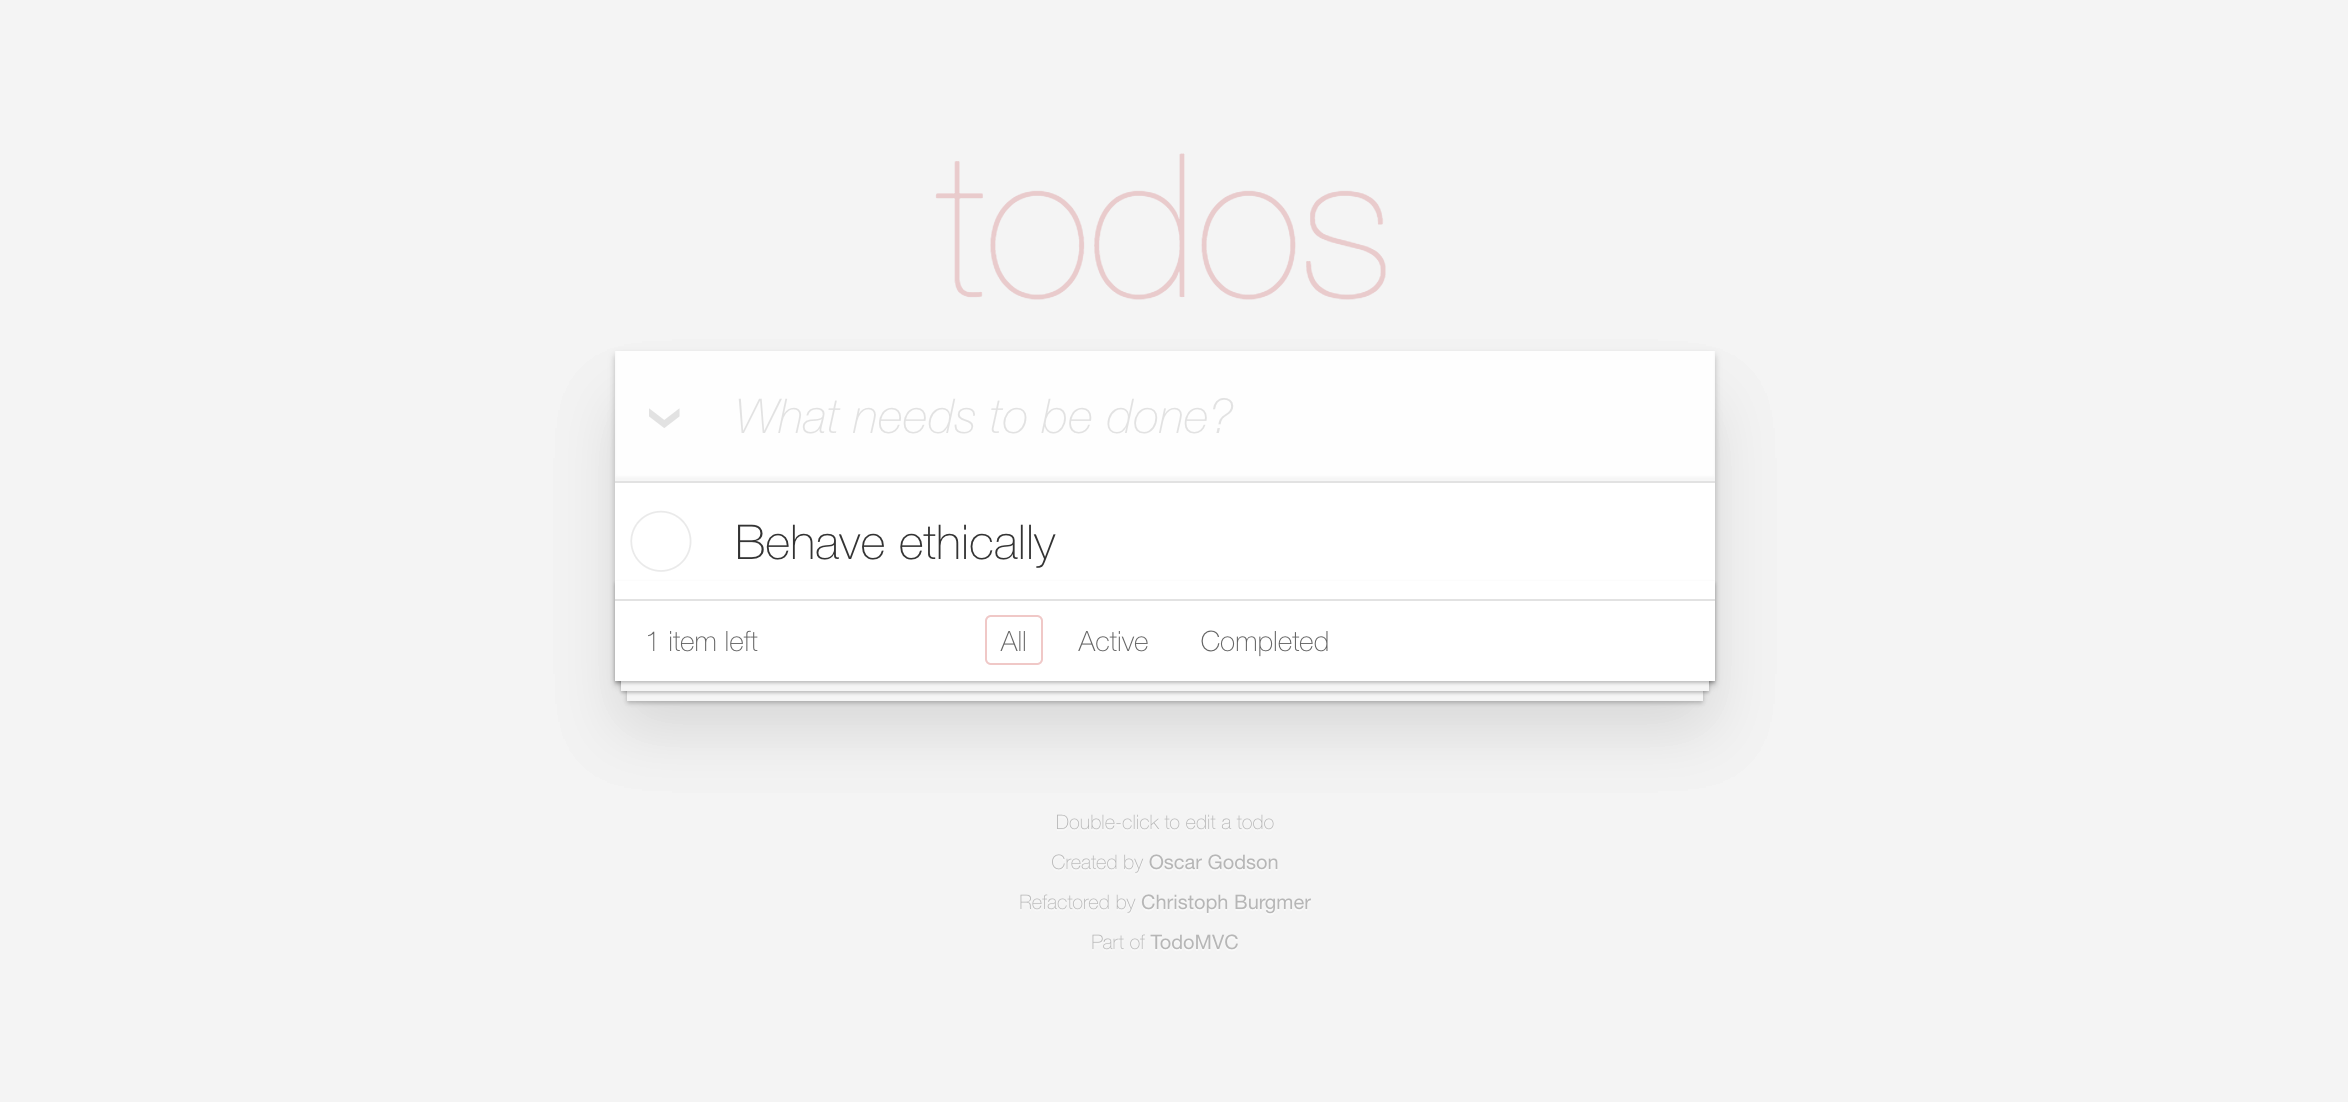 todos
What needs to be done?
Behave ethically
1 item left All Active Completed
Double-click to edit a todo
Created by Oscar Godson
Refactored by Christoph Burgmer
Part of TodoMVC